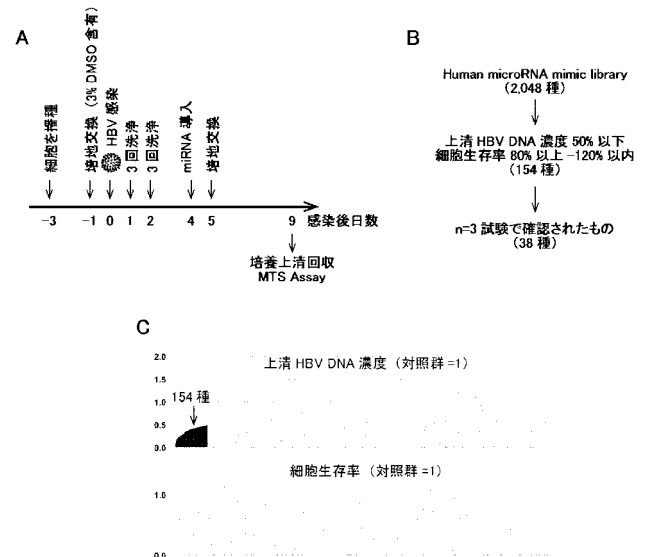 A
細胞を播種
培地交換（3% DMSO 含有）
HBV 感染
3 回洗浄
3 回洗浄
miRNA 導入
培地交換
−3 −1 0 1 2 4 5 9 感染後日数
培養上清回収
MTS Assay
B
Human microRNA mimic library
（2,048 種）
上清 HBV DNA 濃度 50% 以下
細胞生存率 80% 以上 −120% 以内
（154 種）
n=3 試験で確認されたもの
（38 種）
C
上清 HBV DNA 濃度（対照群 =1）
2.0
1.5
1.0
0.5
0.0
154 種
細胞生存率（対照群 =1）
1.0
0.0